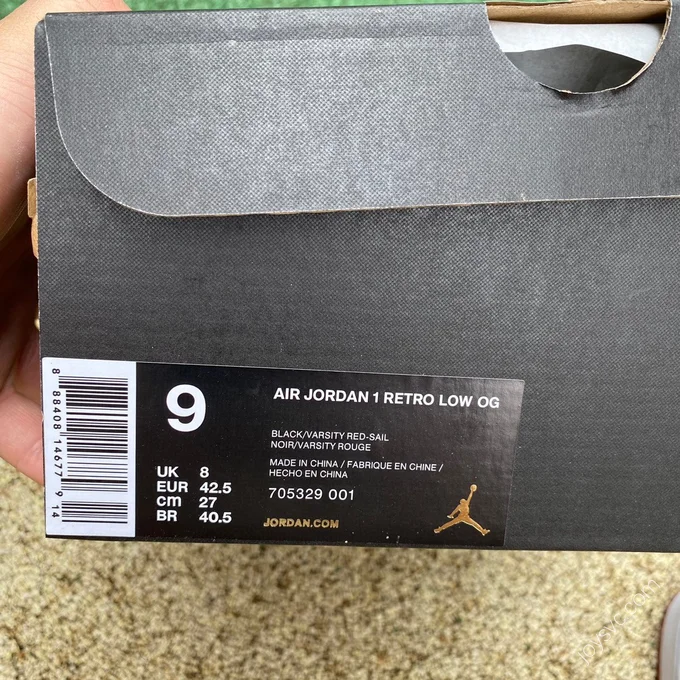 8 88408 14677 9 14
9
AIR JORDAN 1 RETRO LOW OG
BLACK/VARSITY RED-SAIL
NOIR/VARSITY ROUGE
MADE IN CHINA / FABRIQUE EN CHINE /
HECHO EN CHINA
705329 001
UK 8
EUR 42.5
cm 27
BR 40.5
JORDAN.COM